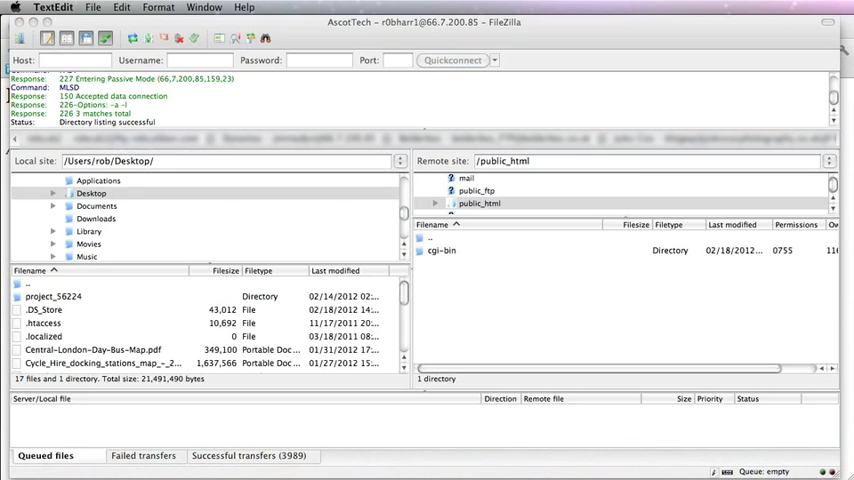 TextEdit File Edit Format Window Help
AscotTech - r0bharr1@66.7.200.85 - FileZilla
Host: Username: Password: Port: Quickconnect
Response: 227 Entering Passive Mode (66,7,200,85,159,23)
Command: MLSD
Response: 150 Accepted data connection
Response: 226-Options: -a -l
Response: 226 3 matches total
Status: Directory listing successful
Local site: /Users/rob/Desktop/ Remote site: /public_html
Applications mail
Desktop public_ftp
Documents public_html
Downloads
Library
Movies
Music
Filename Filesize Filetype Last modified Permissions Ow
..
cgi-bin Directory 02/18/2012... 0755 116
Filename Filesize Filetype Last modified
..
project_56224 Directory 02/14/2012 02:...
.DS_Store 43,012 File 02/18/2012 14:...
.htaccess 10,692 File 11/17/2011 20:...
.localized 0 File 03/18/2011 08:...
Central-London-Day-Bus-Map.pdf 349,100 Portable Doc... 01/31/2012 17:...
Cycle_Hire_docking_stations_map_-_2... 1,637,566 Portable Doc... 01/27/2012 15:...
17 files and 1 directory. Total size: 21,491,490 bytes 1 directory
Server/Local file Direction Remote file Size Priority Status
Queued files Failed transfers Successful transfers (3989)
Queue: empty